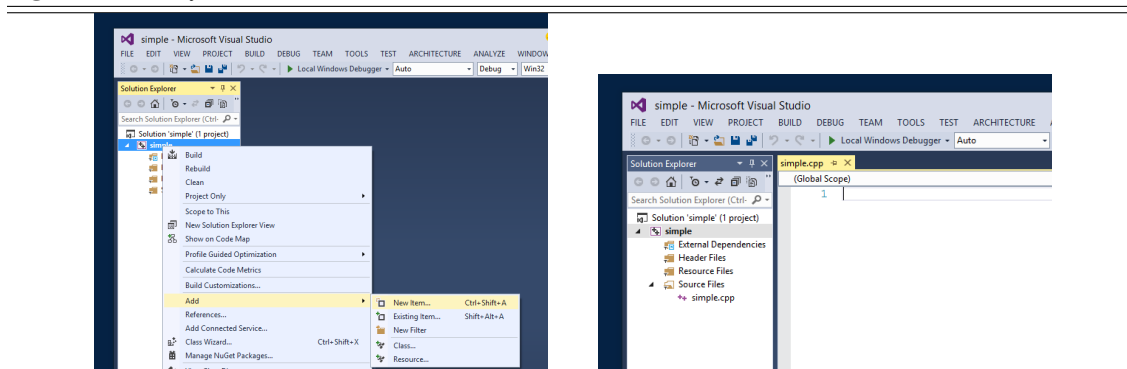 simple - Microsoft Visual Studio
FILE EDIT VIEW PROJECT BUILD DEBUG TEAM TOOLS TEST ARCHITECTURE ANALYZE WINDOW
Local Windows Debugger Auto Debug Win32
Solution Explorer
Search Solution Explorer (Ctrl-
Solution 'simple' (1 project)
simple
Build
Rebuild
Clean
Project Only
Scope to This
New Solution Explorer View
Show on Code Map
Profile Guided Optimization
Calculate Code Metrics
Build Customizations...
Add
References...
Add Connected Service...
Class Wizard... Ctrl+Shift+X
Manage NuGet Packages...
New Item... Ctrl+Shift+A
Existing Item... Shift+Alt+A
New Filter
Class...
Resource...
simple - Microsoft Visual Studio
FILE EDIT VIEW PROJECT BUILD DEBUG TEAM TOOLS TEST ARCHITECTURE
Local Windows Debugger Auto
Solution Explorer
Search Solution Explorer (Ctrl-
Solution 'simple' (1 project)
simple
External Dependencies
Header Files
Resource Files
Source Files
simple.cpp
simple.cpp
(Global Scope)
1